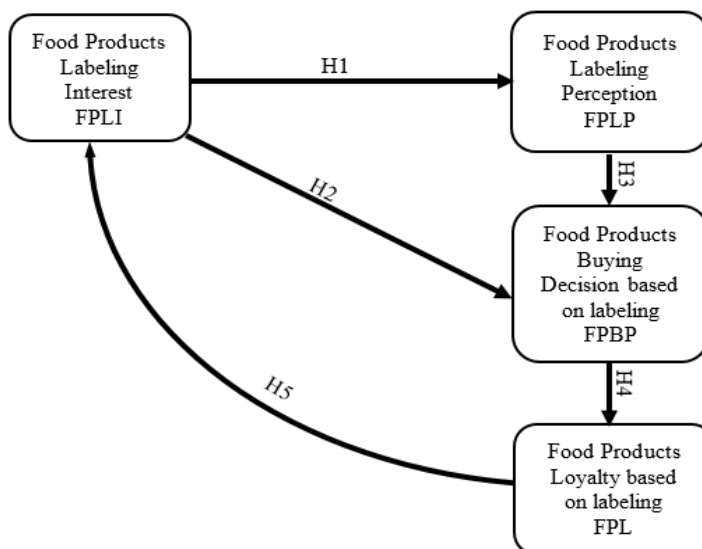 Food Products
Labeling
Interest
FPLI
H1
Food Products
Labeling
Perception
FPLP
H2
H3
Food Products
Buying
Decision based
on labeling
FPBP
H4
H5
Food Products
Loyalty based
on labeling
FPL